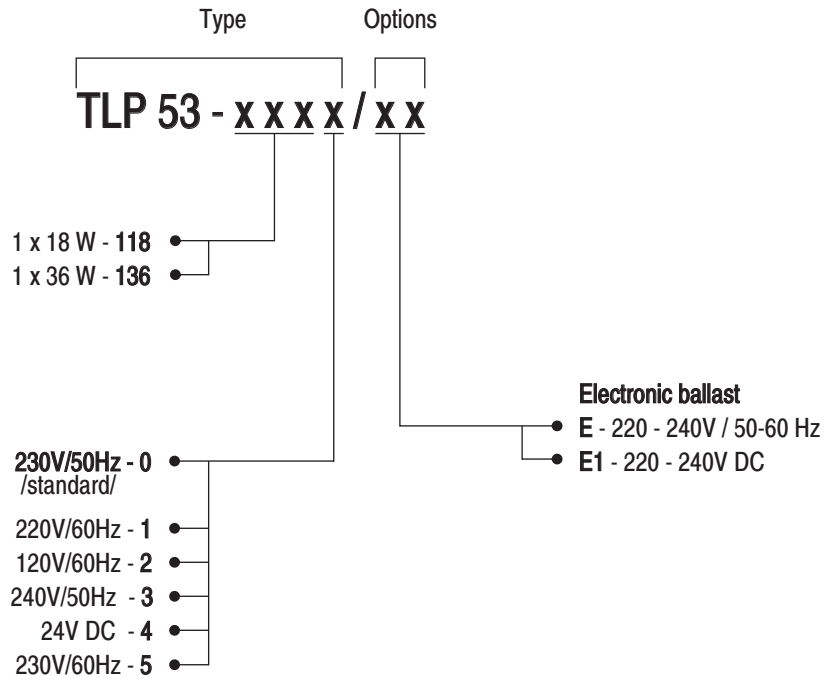 Type Options
TLP 53 - x x x x / x x
1 x 18 W - 118
1 x 36 W - 136
Electronic ballast
E - 220 - 240V / 50-60 Hz
E1 - 220 - 240V DC
230V/50Hz - 0
/standard/
220V/60Hz - 1
120V/60Hz - 2
240V/50Hz - 3
24V DC - 4
230V/60Hz - 5